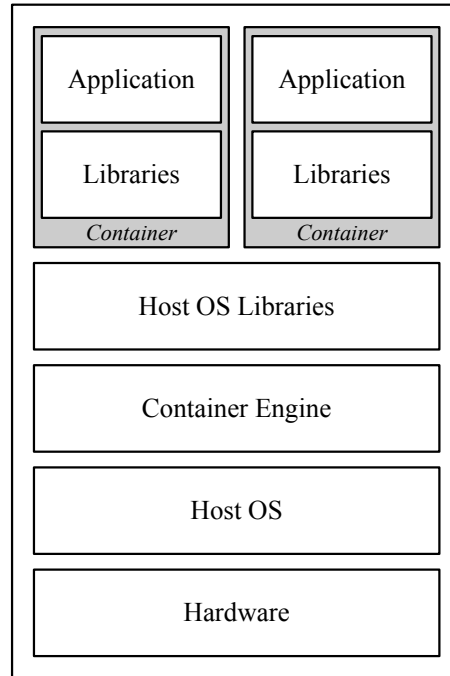 Application
Application
Libraries
Libraries
Container
Container
Host OS Libraries
Container Engine
Host OS
Hardware